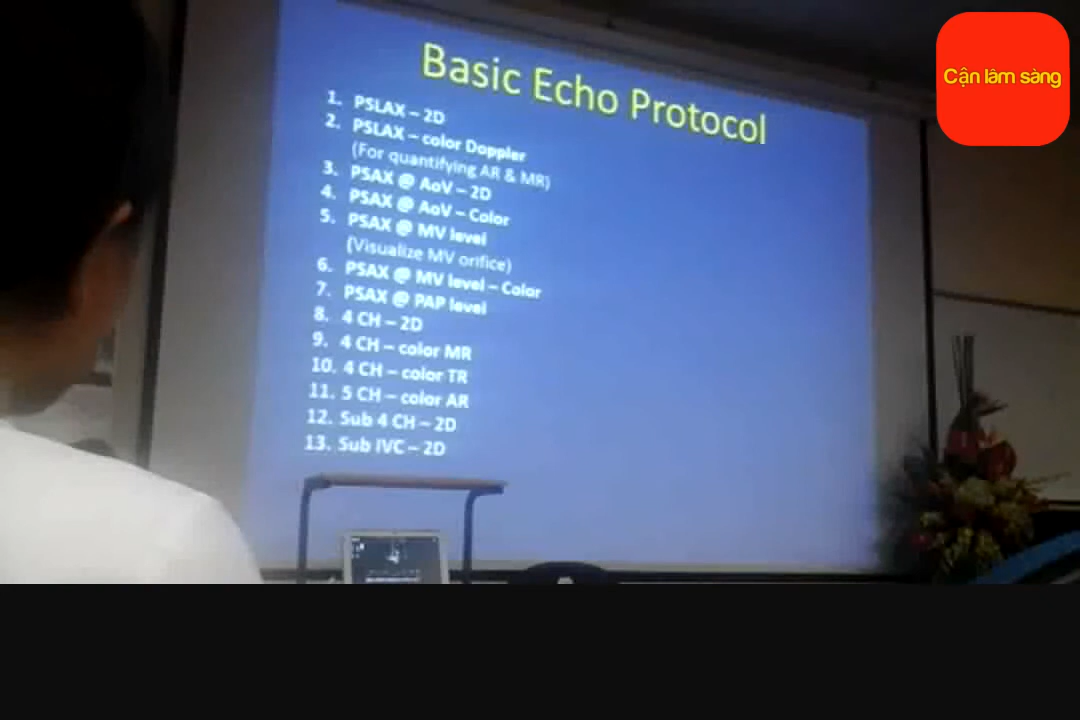 Cận lâm sàng
Basic Echo Protocol
1. PSLAX – 2D
2. PSLAX – color Doppler
(For quantifying AR & MR)
3. PSAX @ AoV – 2D
4. PSAX @ AoV – Color
5. PSAX @ MV level
(Visualize MV orifice)
6. PSAX @ MV level – Color
7. PSAX @ PAP level
8. 4 CH – 2D
9. 4 CH – color MR
10. 4 CH – color TR
11. 5 CH – color AR
12. Sub 4 CH – 2D
13. Sub IVC – 2D